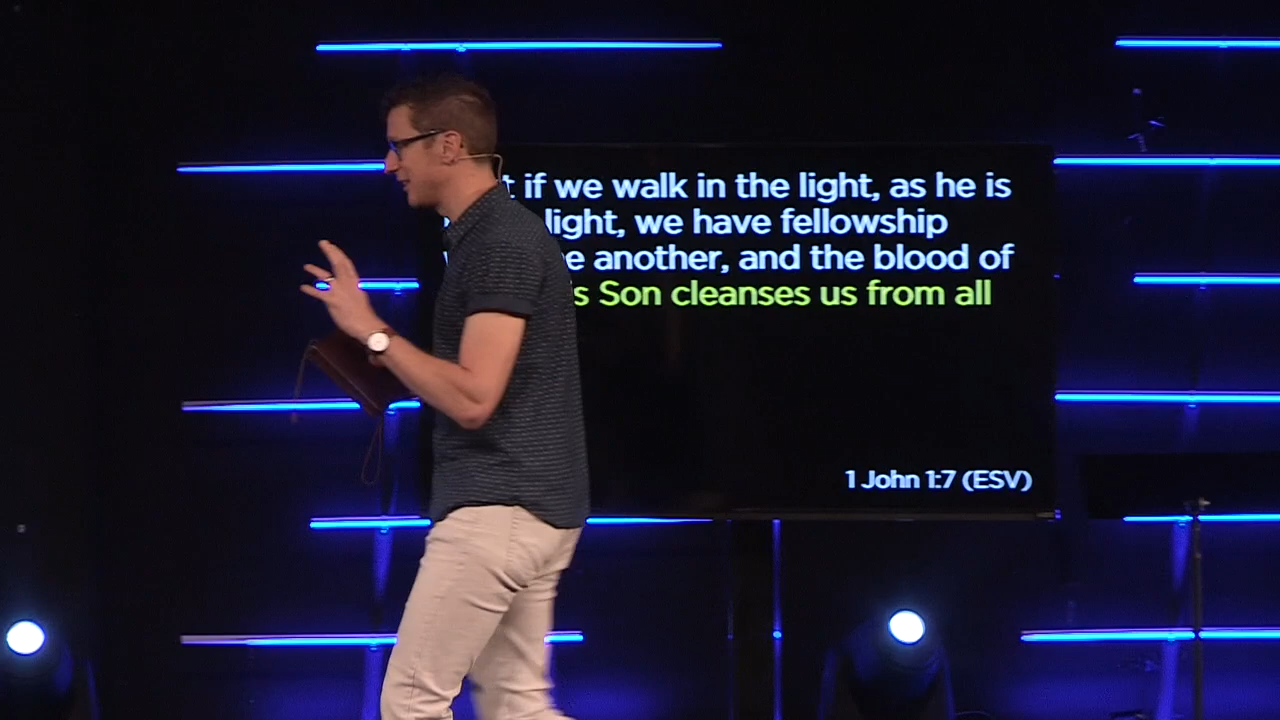 t if we walk in the light, as he is
light, we have fellowship
e another, and the blood of
s Son cleanses us from all
1 John 1:7 (ESV)